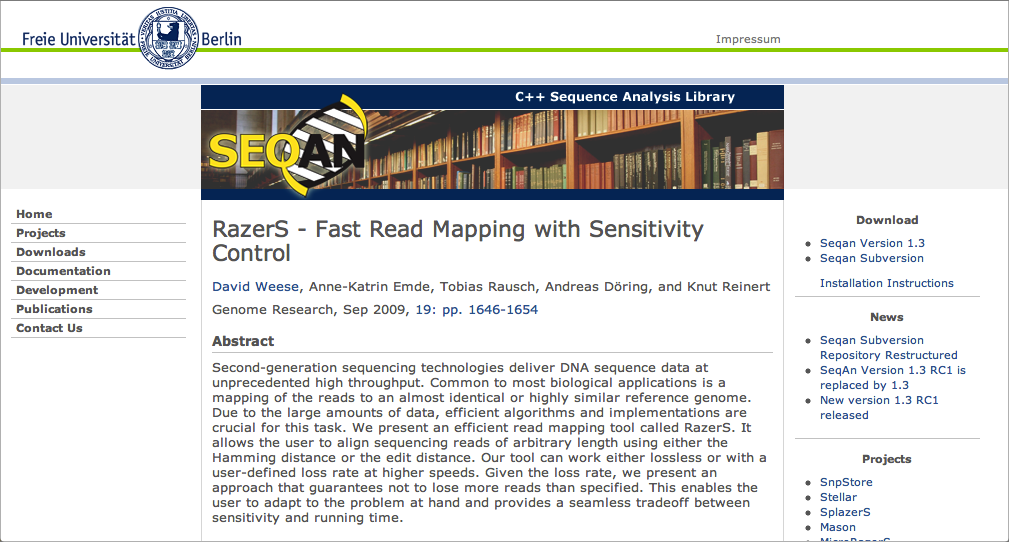 Freie Universität Berlin
Impressum
C++ Sequence Analysis Library
SEQAN
Home
Projects
Downloads
Documentation
Development
Publications
Contact Us
RazerS - Fast Read Mapping with Sensitivity
Control
David Weese, Anne-Katrin Emde, Tobias Rausch, Andreas Döring, and Knut Reinert
Genome Research, Sep 2009, 19: pp. 1646-1654
Abstract
Second-generation sequencing technologies deliver DNA sequence data at
unprecedented high throughput. Common to most biological applications is a
mapping of the reads to an almost identical or highly similar reference genome.
Due to the large amounts of data, efficient algorithms and implementations are
crucial for this task. We present an efficient read mapping tool called RazerS. It
allows the user to align sequencing reads of arbitrary length using either the
Hamming distance or the edit distance. Our tool can work either lossless or with a
user-defined loss rate at higher speeds. Given the loss rate, we present an
approach that guarantees not to lose more reads than specified. This enables the
user to adapt to the problem at hand and provides a seamless tradeoff between
sensitivity and running time.
Download
Seqan Version 1.3
Seqan Subversion
Installation Instructions
News
Seqan Subversion
Repository Restructured
SeqAn Version 1.3 RC1 is
replaced by 1.3
New version 1.3 RC1
released
Projects
SnpStore
Stellar
SplazerS
Mason
MicroRazerS